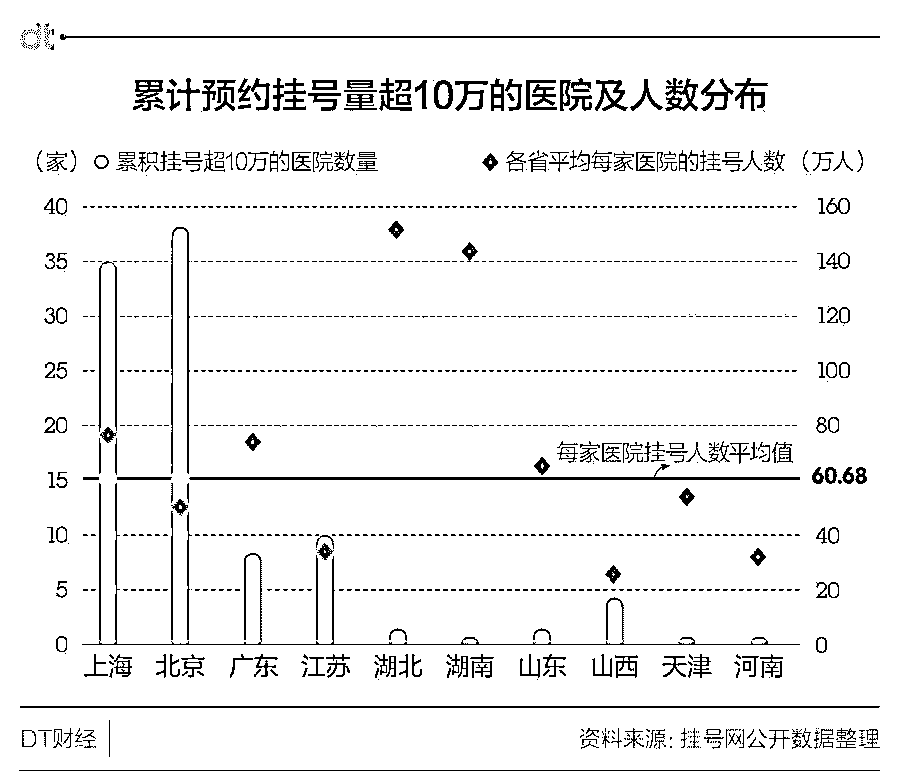 dt
累计预约挂号量超10万的医院及人数分布
（家） 累积挂号超10万的医院数量 各省平均每家医院的挂号人数 （万人）
40 160
35 140
30 120
25 100
20 80
每家医院挂号人数平均值
15 60.68
10 40
5 20
0 0
上海 北京 广东 江苏 湖北 湖南 山东 山西 天津 河南
DT财经 资料来源: 挂号网公开数据整理